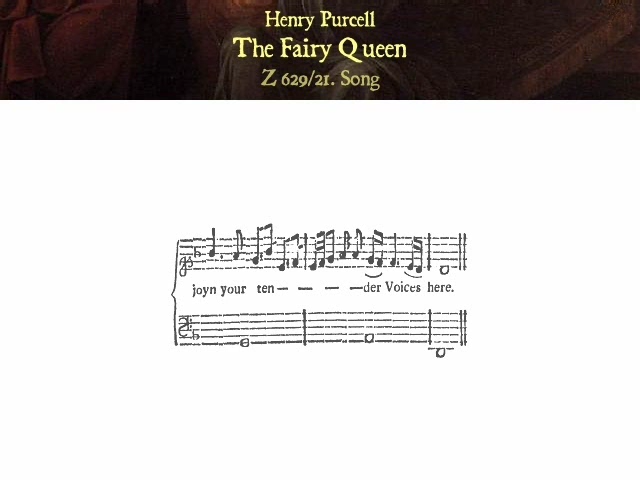 Henry Purcell
The Fairy Queen
Z 629/21. Song
joyn your ten — — — —der Voices here.